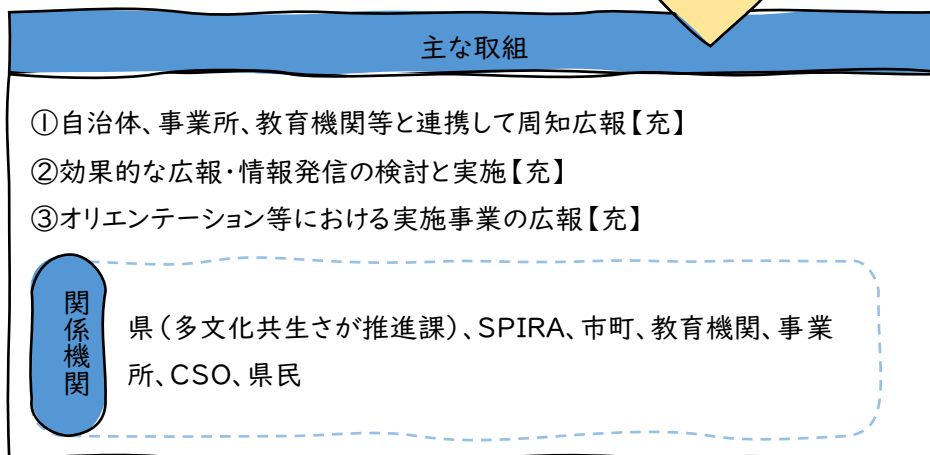 主な取組
①自治体、事業所、教育機関等と連携して周知広報【充】
②効果的な広報・情報発信の検討と実施【充】
③オリエンテーション等における実施事業の広報【充】
関係機関
県（多文化共生さが推進課）、SPIRA、市町、教育機関、事業
所、CSO、県民